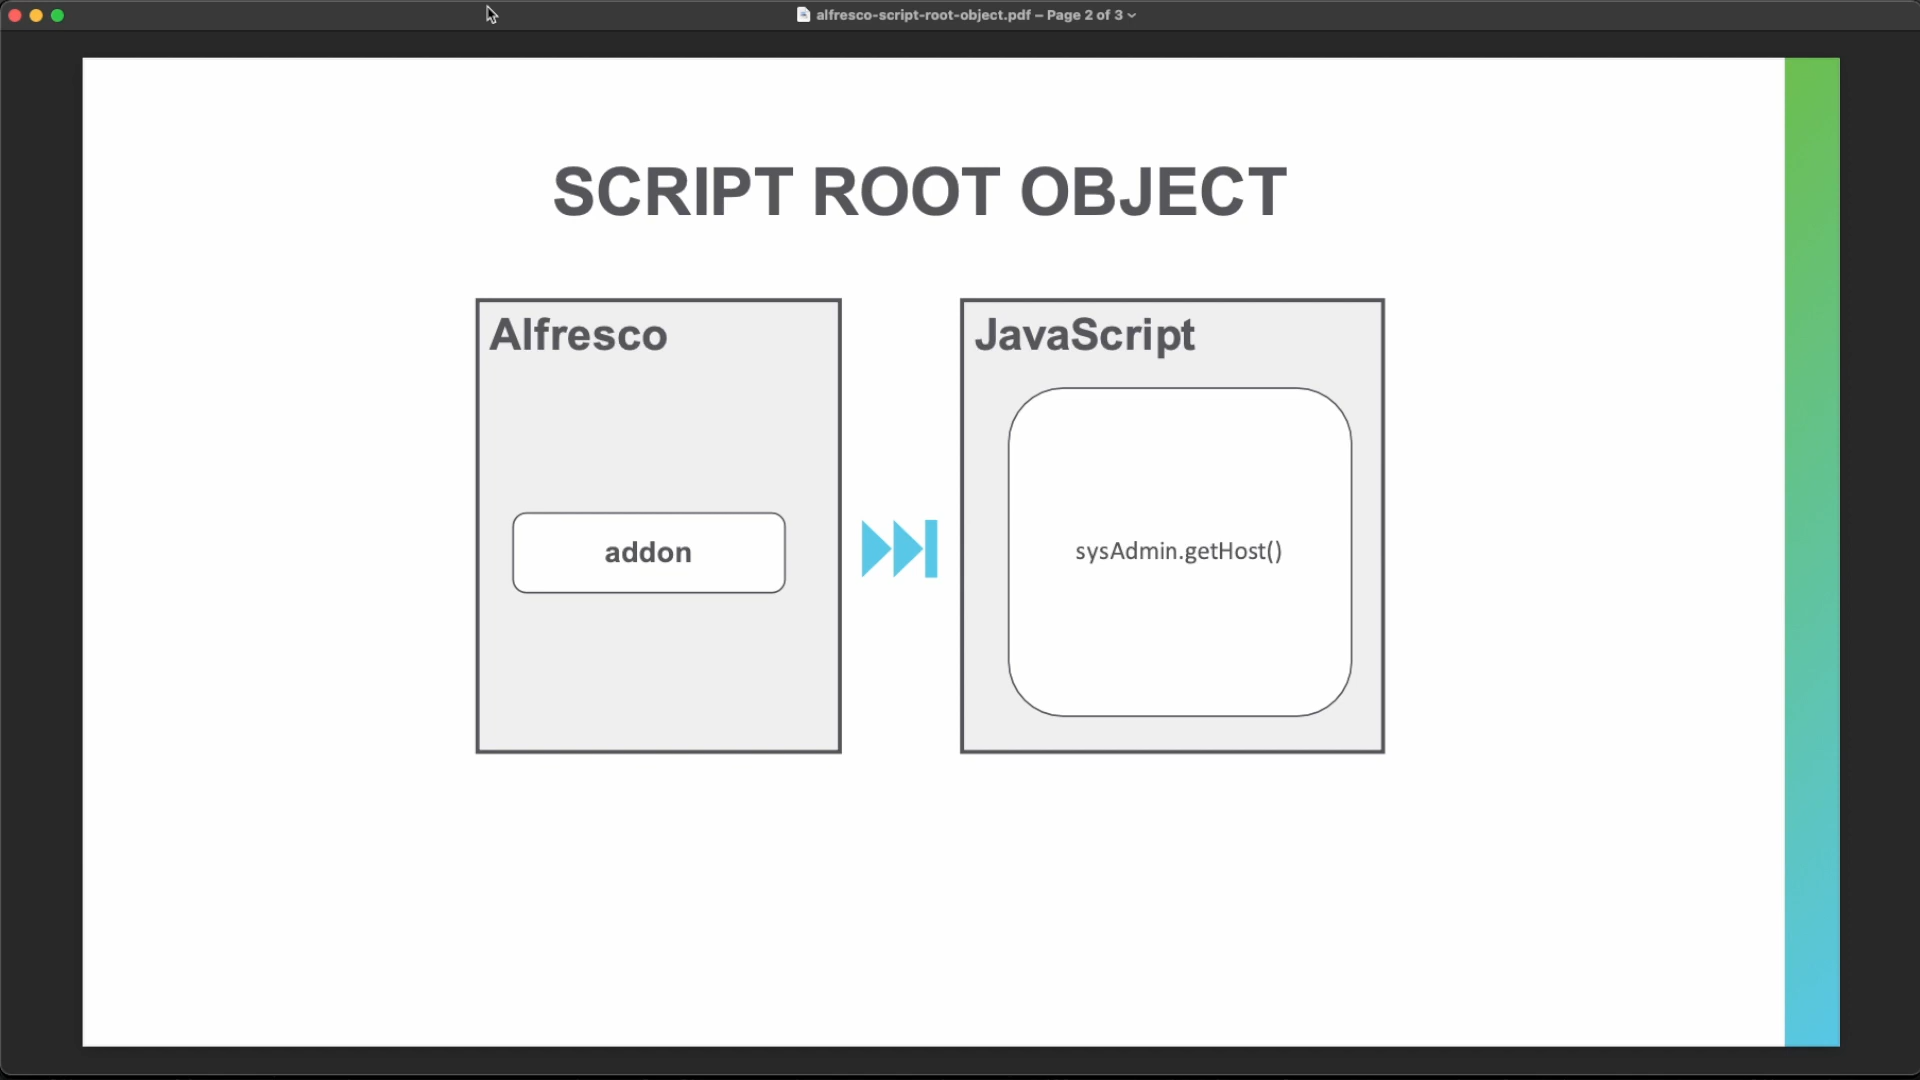 alfresco-script-root-object.pdf – Page 2 of 3
SCRIPT ROOT OBJECT
Alfresco
addon
JavaScript
sysAdmin.getHost()